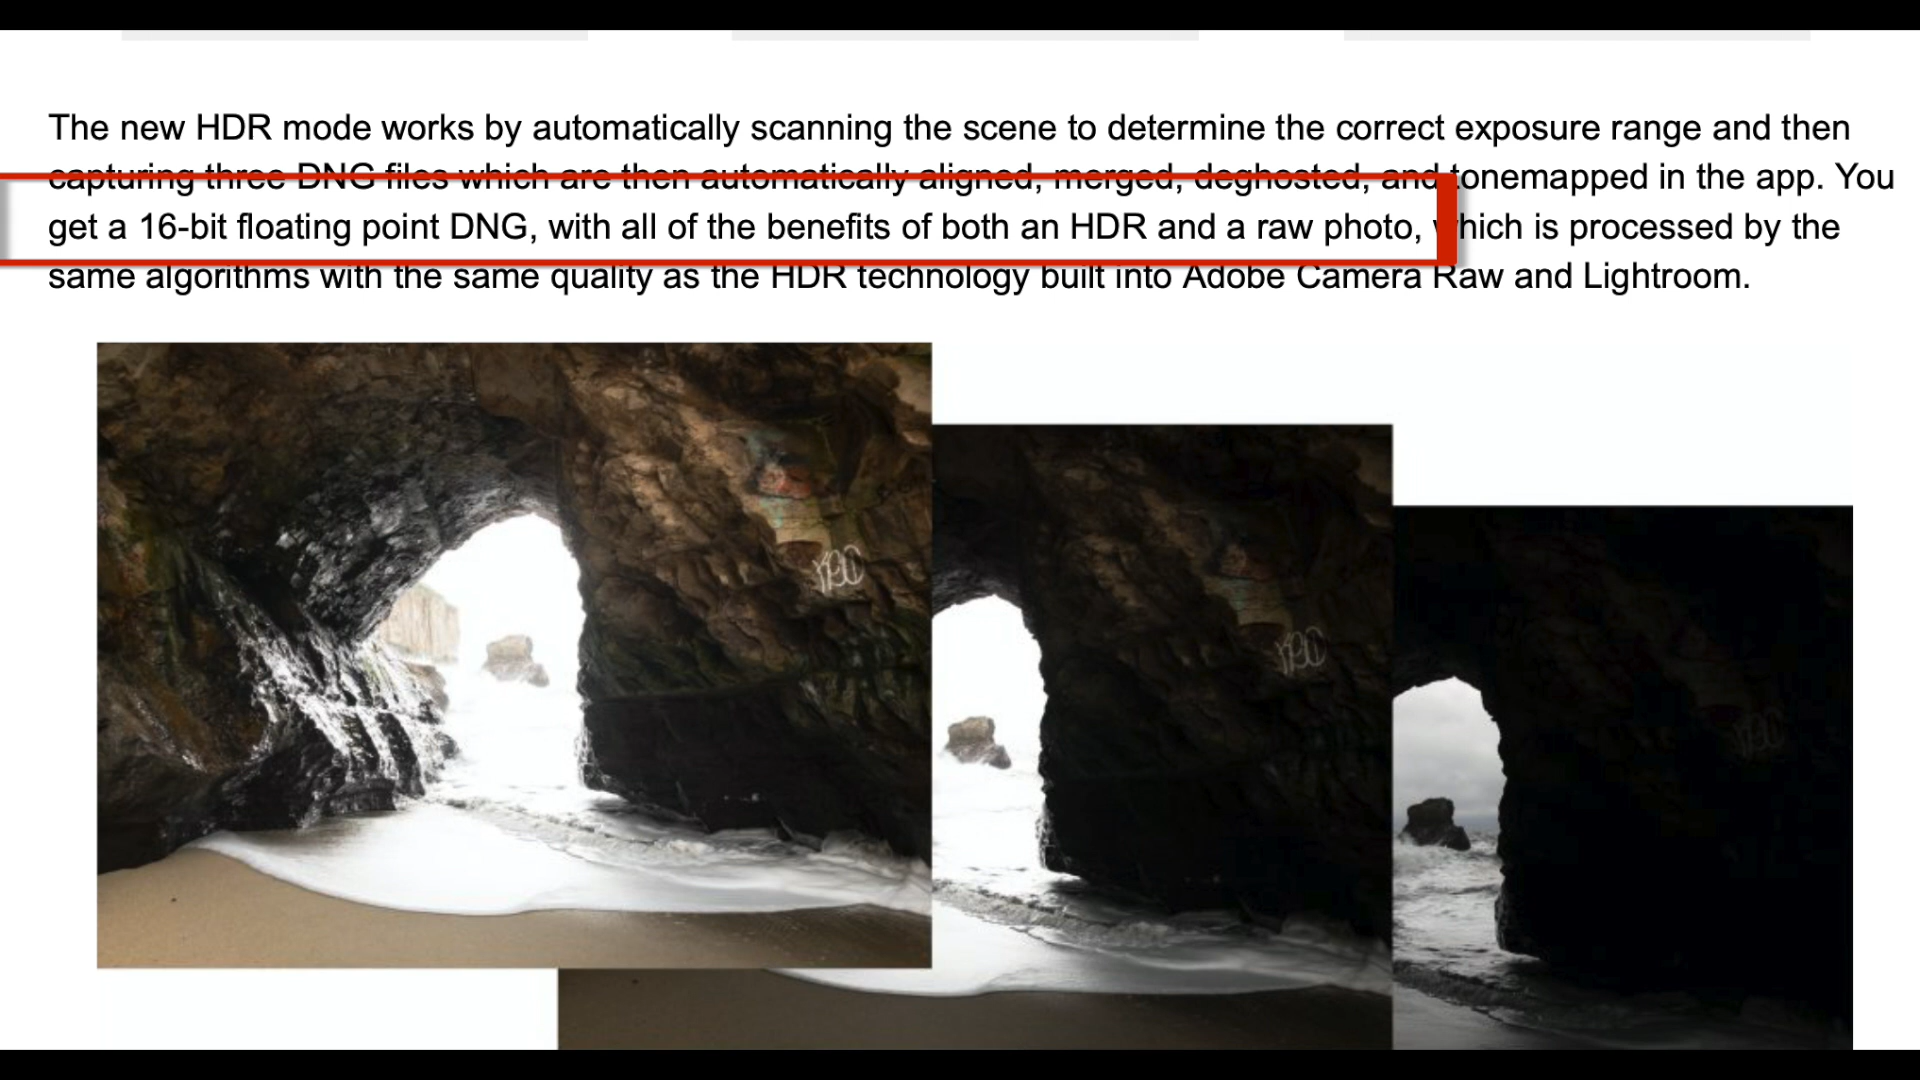 The new HDR mode works by automatically scanning the scene to determine the correct exposure range and then
capturing three DNG files which are then automatically aligned, merged, deghosted, and tonemapped in the app. You
get a 16-bit floating point DNG, with all of the benefits of both an HDR and a raw photo, which is processed by the
same algorithms with the same quality as the HDR technology built into Adobe Camera Raw and Lightroom.